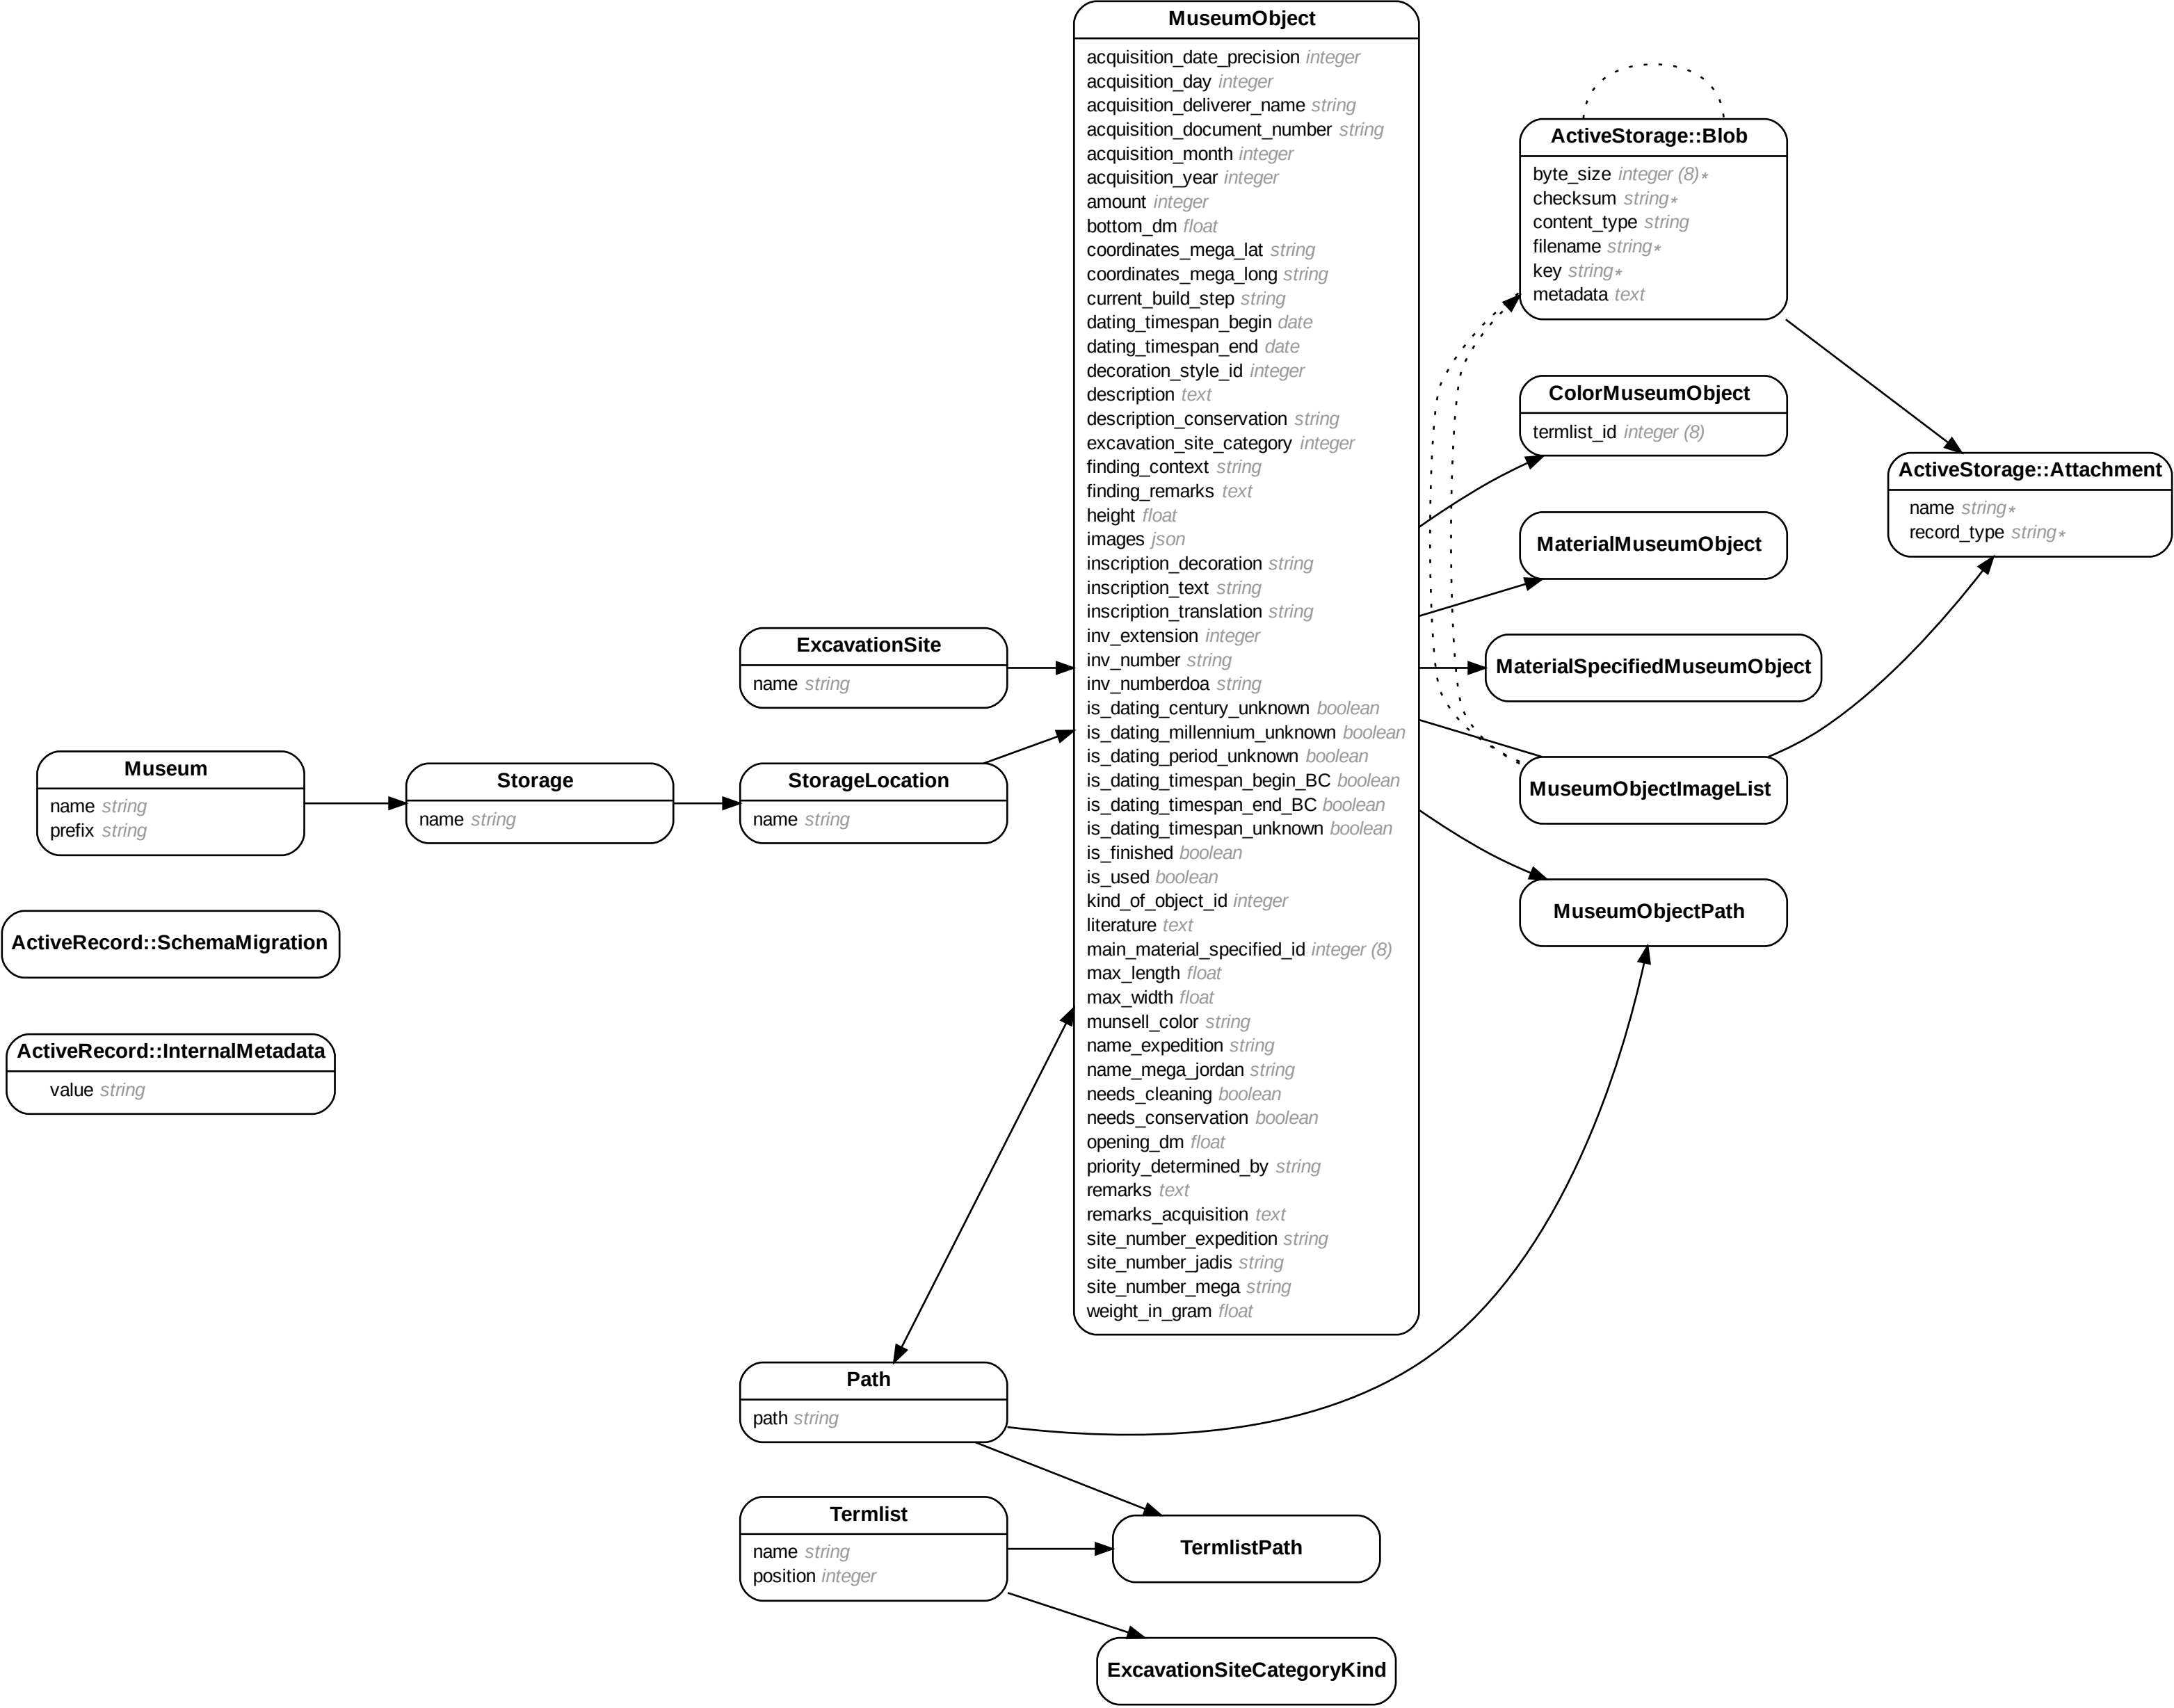 MuseumObject
acquisition_date_precision integer
acquisition_day integer
acquisition_deliverer_name string
acquisition_document_number string
acquisition_month integer
acquisition_year integer
amount integer
bottom_dm float
coordinates_mega_lat string
coordinates_mega_long string
current_build_step string
dating_timespan_begin date
dating_timespan_end date
decoration_style_id integer
description text
description_conservation string
excavation_site_category integer
finding_context string
finding_remarks text
height float
images json
inscription_decoration string
inscription_text string
inscription_translation string
inv_extension integer
inv_number string
inv_numberdoa string
is_dating_century_unknown boolean
is_dating_millennium_unknown boolean
is_dating_period_unknown boolean
is_dating_timespan_begin_BC boolean
is_dating_timespan_end_BC boolean
is_dating_timespan_unknown boolean
is_finished boolean
is_used boolean
kind_of_object_id integer
literature text
main_material_specified_id integer (8)
max_length float
max_width float
munsell_color string
name_expedition string
name_mega_jordan string
needs_cleaning boolean
needs_conservation boolean
opening_dm float
priority_determined_by string
remarks text
remarks_acquisition text
site_number_expedition string
site_number_jadis string
site_number_mega string
weight_in_gram float
ActiveStorage::Blob
byte_size integer (8)*
checksum string*
content_type string
filename string*
key string*
metadata text
ColorMuseumObject
termlist_id integer (8)
ActiveStorage::Attachment
name string*
record_type string*
MaterialMuseumObject
MaterialSpecifiedMuseumObject
MuseumObjectImageList
MuseumObjectPath
ExcavationSite
name string
Museum
name string
prefix string
Storage
name string
StorageLocation
name string
ActiveRecord::SchemaMigration
ActiveRecord::InternalMetadata
value string
Path
path string
Termlist
name string
position integer
TermlistPath
ExcavationSiteCategoryKind